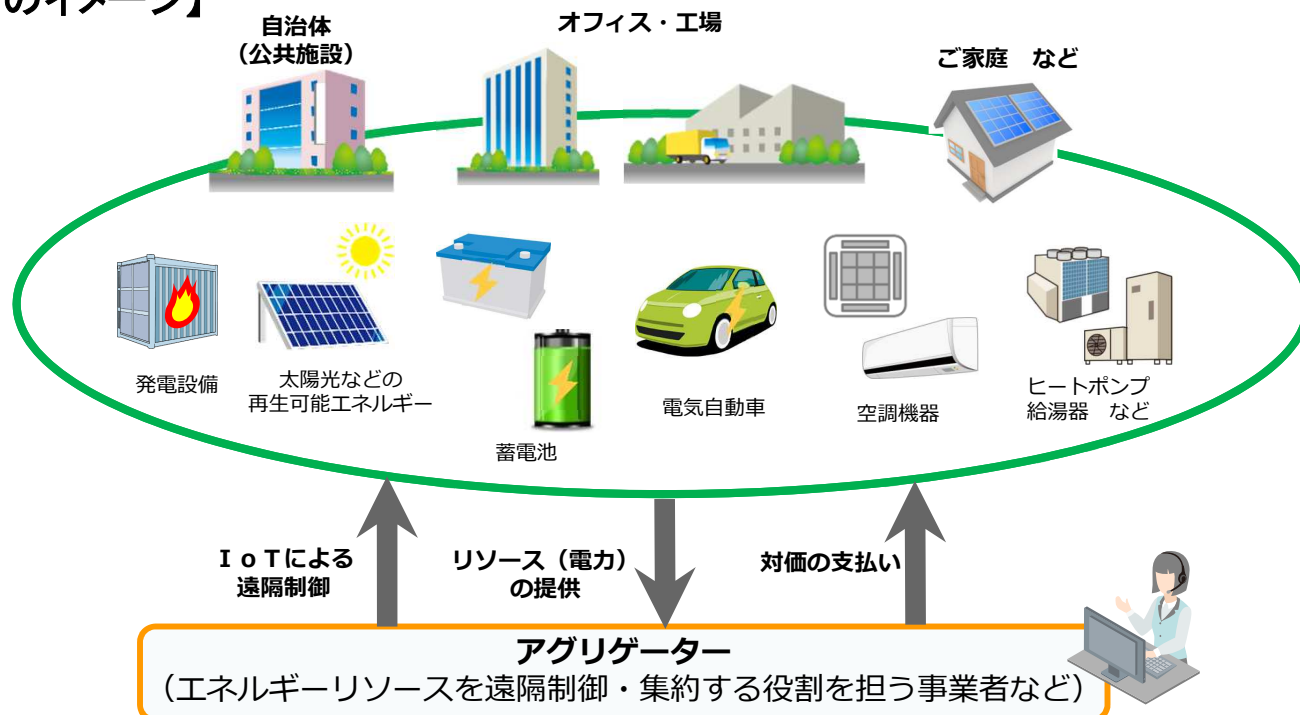 のイメージ】
自治体
（公共施設）
オフィス・工場
ご家庭　など
発電設備
太陽光などの
再生可能エネルギー
蓄電池
電気自動車
空調機器
ヒートポンプ
給湯器　など
ＩｏＴによる
遠隔制御
リソース（電力）
の提供
対価の支払い
アグリゲーター
（エネルギーリソースを遠隔制御・集約する役割を担う事業者など）